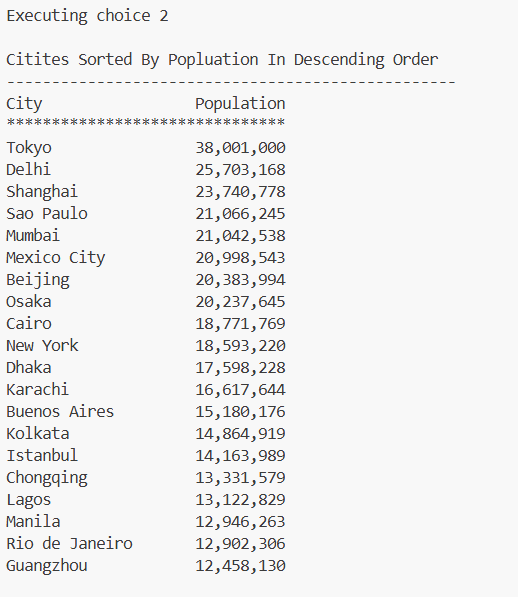 Executing choice 2
Citites Sorted By Popluation In Descending Order
--------------------------------------------------
City                 Population
*******************************
Tokyo                38,001,000
Delhi                25,703,168
Shanghai             23,740,778
Sao Paulo            21,066,245
Mumbai               21,042,538
Mexico City          20,998,543
Beijing              20,383,994
Osaka                20,237,645
Cairo                18,771,769
New York             18,593,220
Dhaka                17,598,228
Karachi              16,617,644
Buenos Aires         15,180,176
Kolkata              14,864,919
Istanbul             14,163,989
Chongqing            13,331,579
Lagos                13,122,829
Manila               12,946,263
Rio de Janeiro       12,902,306
Guangzhou            12,458,130